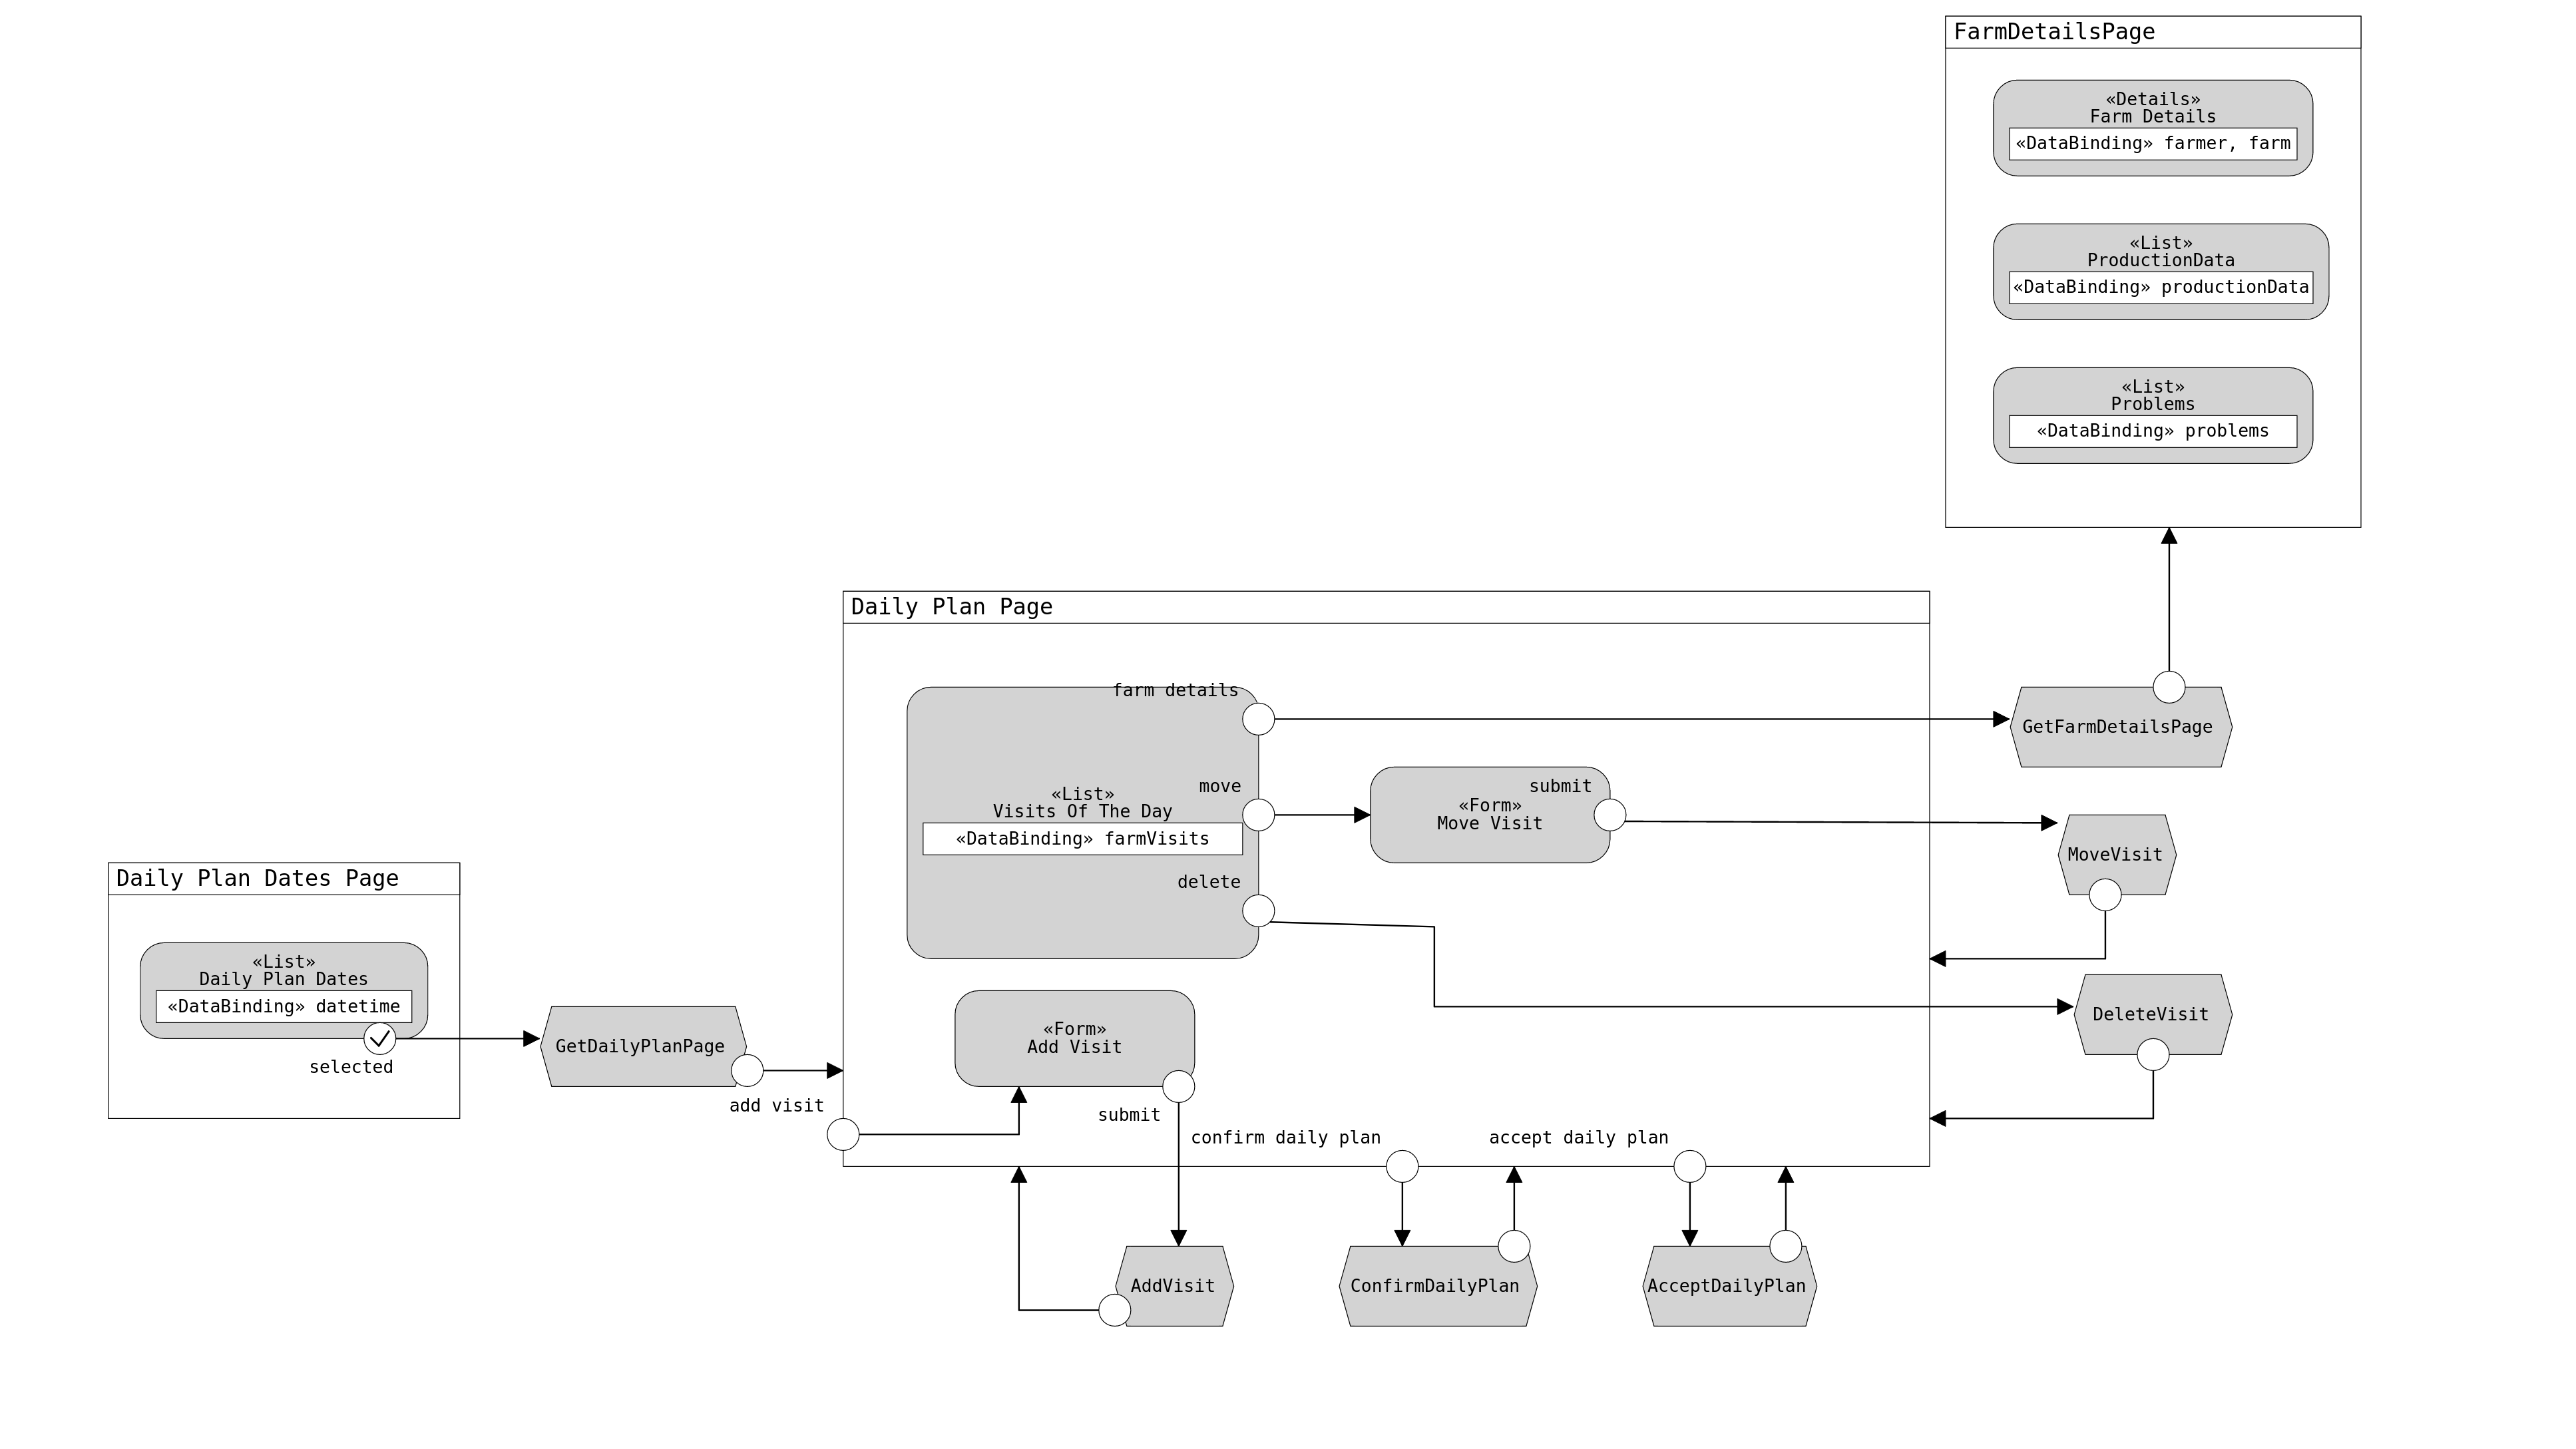 FarmDetailsPage
«Details»
Farm Details
«DataBinding» farmer, farm
«List»
ProductionData
«DataBinding» productionData
«List»
Problems
«DataBinding» problems
Daily Plan Page
farm details
GetFarmDetailsPage
move
«List»
Visits Of The Day
«DataBinding» farmVisits
delete
submit
«Form»
Move Visit
MoveVisit
Daily Plan Dates Page
«List»
Daily Plan Dates
«DataBinding» datetime
selected
GetDailyPlanPage
add visit
«Form»
Add Visit
submit
DeleteVisit
confirm daily plan
accept daily plan
AddVisit
ConfirmDailyPlan
AcceptDailyPlan